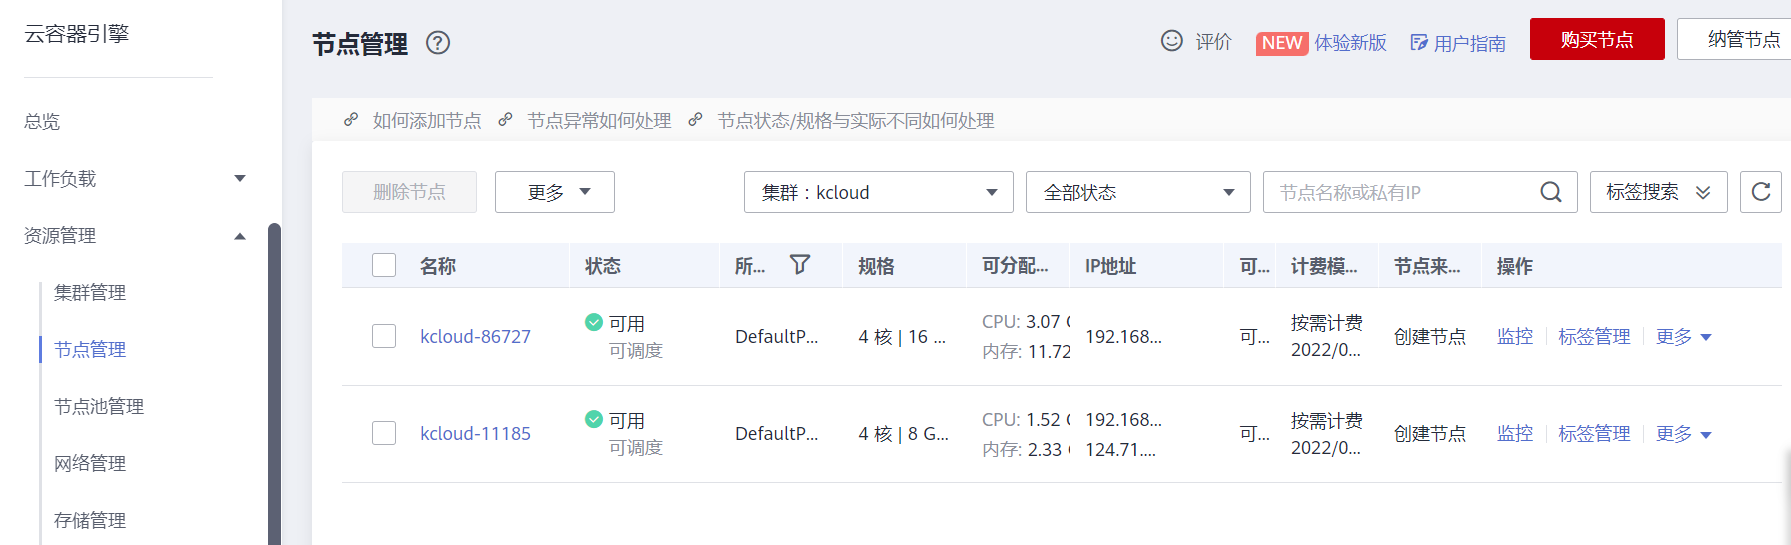 云容器引擎
总览
工作负载
资源管理
集群管理
节点管理
节点池管理
网络管理
存储管理
节点管理 ?
评价 NEW 体验新版 用户指南 购买节点 纳管节点
如何添加节点 节点异常如何处理 节点状态/规格与实际不同如何处理
删除节点 更多 集群：kcloud 全部状态 节点名称或私有IP 标签搜索
名称 状态 所... 规格 可分配... IP地址 可... 计费模... 节点来... 操作
kcloud-86727 可用 DefaultP... 4 核 | 16 ... CPU: 3.07 192.168... 可... 按需计费 创建节点 监控 标签管理 更多
可调度 内存: 11.72 2022/0...
kcloud-11185 可用 DefaultP... 4 核 | 8 G... CPU: 1.52 192.168... 可... 按需计费 创建节点 监控 标签管理 更多
可调度 内存: 2.33 124.71.... 2022/0...